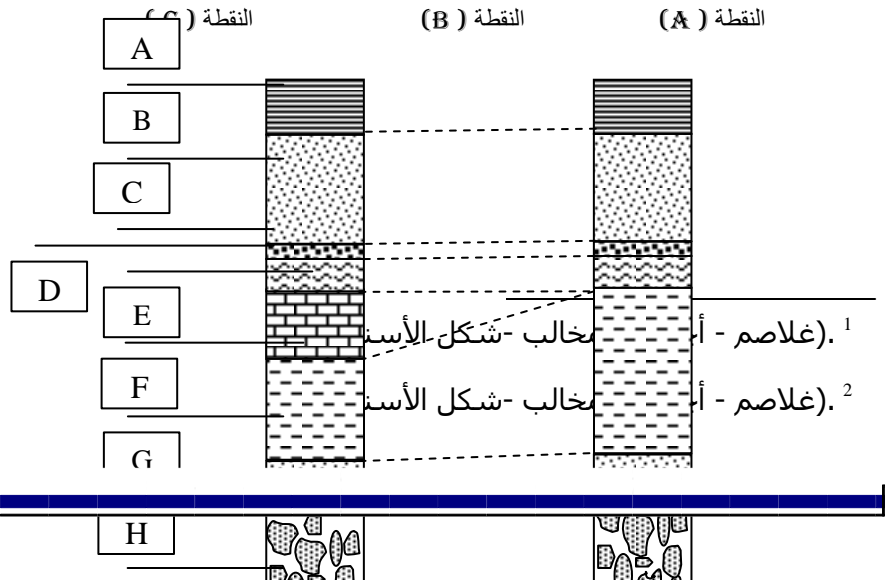 النقطة ( A ) النقطة ( B ) النقطة ( C )
A
B
C
D
E
F
G
H
1 .(غلاصم - أ مخالب -شكل الأسن
2 .(غلاصم - أ مخالب -شكل الأسن